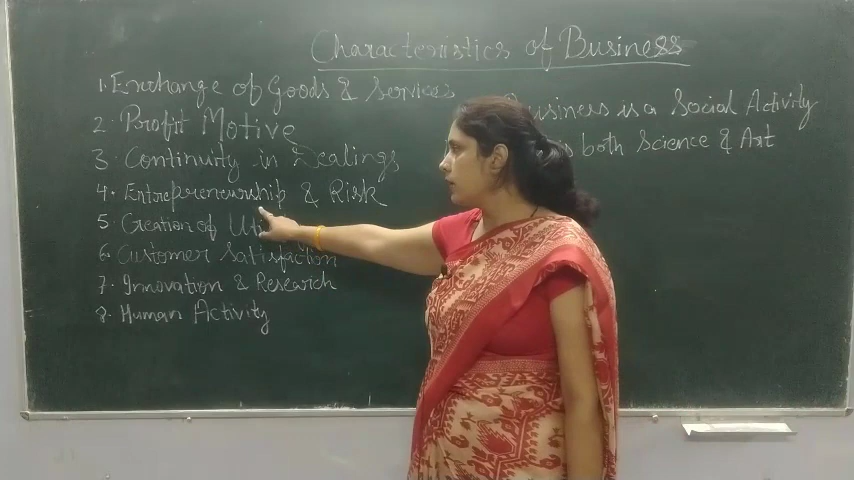 Characteristics of Business
1. Exchange of Goods & Services
2. Profit Motive
3. Continuity in Dealings
4. Entrepreneurship & Risk
5. Creation of
6. Customer Satisfaction
7. Innovation & Research
8. Human Activity
Business is a Social Activity
both Science & Art